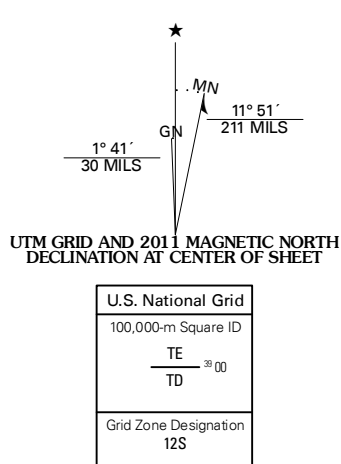 ★
MN
11° 51´
211 MILS
GN
1° 41´
30 MILS
UTM GRID AND 2011 MAGNETIC NORTH
DECLINATION AT CENTER OF SHEET
U.S. National Grid
100,000-m Square ID
TE
39 00
TD
Grid Zone Designation
12S